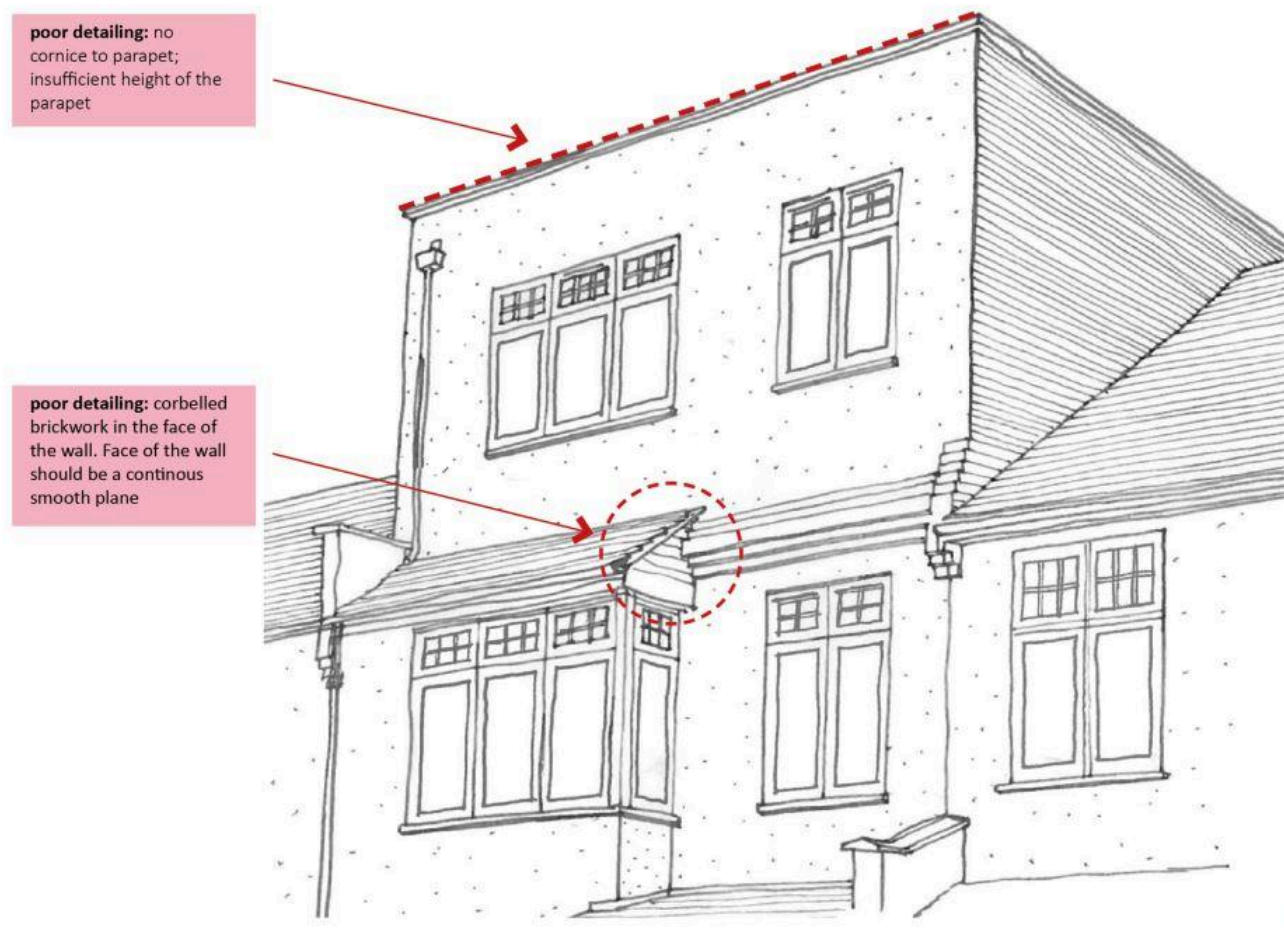 poor detailing: no
cornice to parapet;
insufficient height of the
parapet
poor detailing: corbelled
brickwork in the face of
the wall. Face of the wall
should be a continous
smooth plane